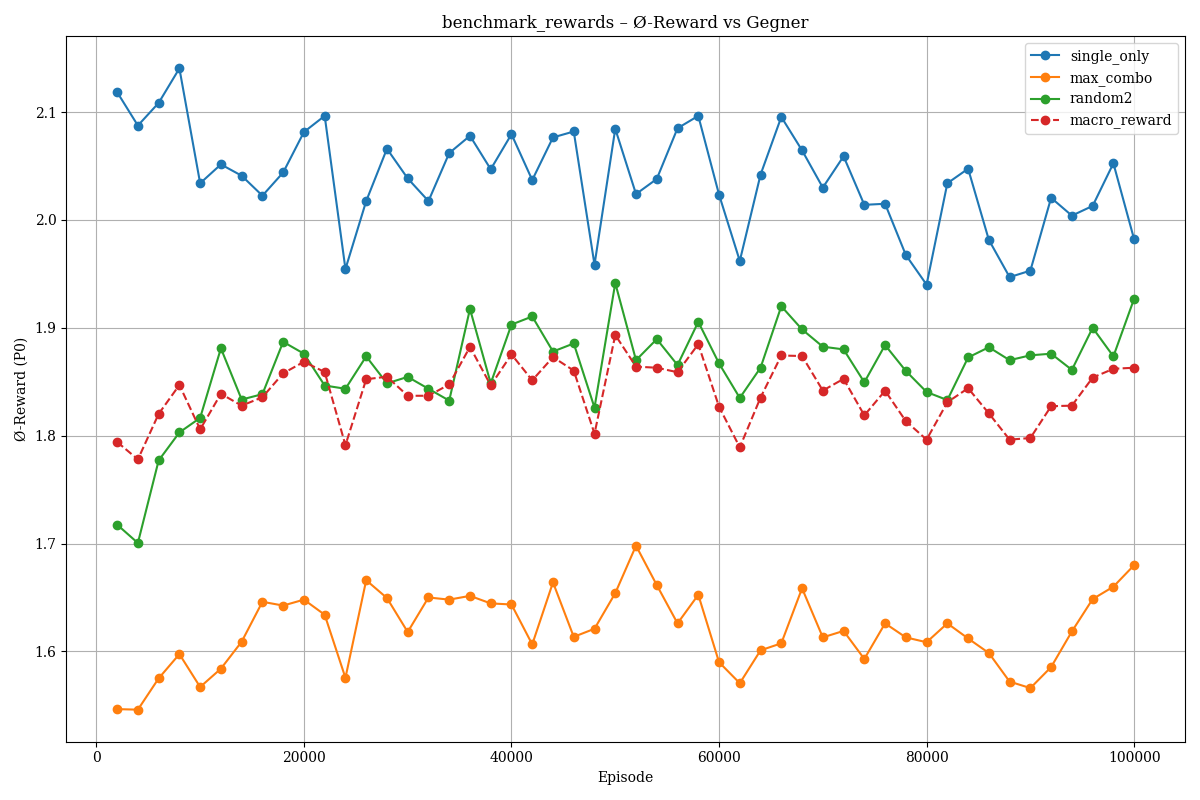 benchmark_rewards – Ø-Reward vs Gegner
single_only
max_combo
random2
macro_reward
Ø-Reward (P0)
2.1
2.0
1.9
1.8
1.7
1.6
0 20000 40000 60000 80000 100000
Episode